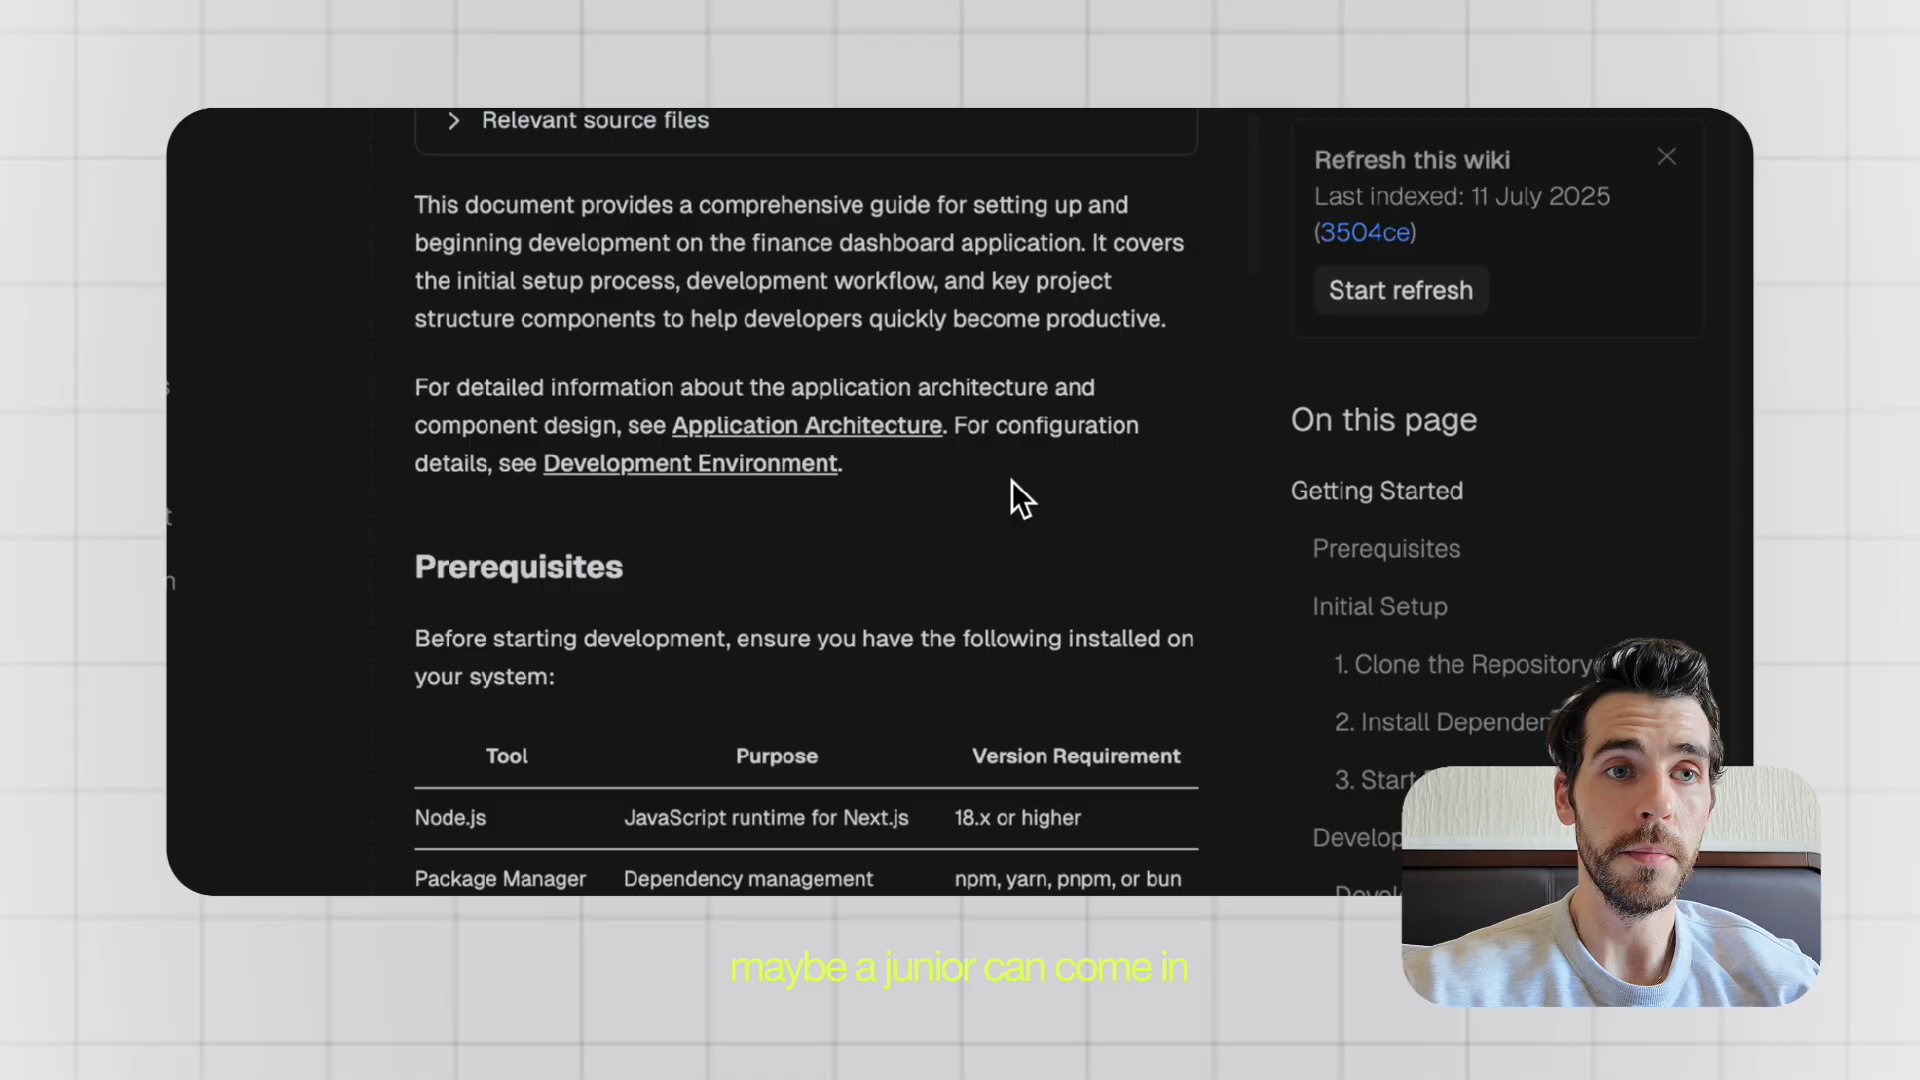 Relevant source files
This document provides a comprehensive guide for setting up and
beginning development on the finance dashboard application. It covers
the initial setup process, development workflow, and key project
structure components to help developers quickly become productive.
For detailed information about the application architecture and
component design, see Application Architecture. For configuration
details, see Development Environment.
Prerequisites
Before starting development, ensure you have the following installed on
your system:
Tool Purpose Version Requirement
Node.js JavaScript runtime for Next.js 18.x or higher
Package Manager Dependency management npm, yarn, pnpm, or bun
Refresh this wiki
Last indexed: 11 July 2025
(3504ce)
Start refresh
On this page
Getting Started
Prerequisites
Initial Setup
1. Clone the Repository
2. Install
3. Start
maybe a junior can come in